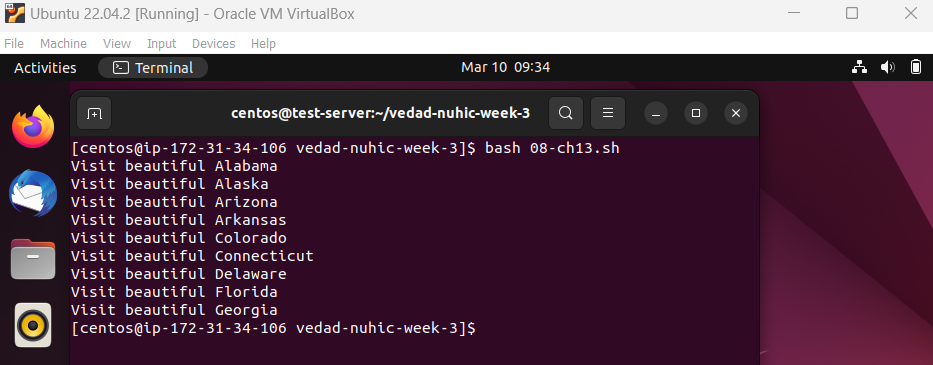 Ubuntu 22.04.2 [Running] - Oracle VM VirtualBox
File Machine View Input Devices Help
Activities Terminal Mar 10 09:34
centos@test-server:~/vedad-nuhic-week-3
[centos@ip-172-31-34-106 vedad-nuhic-week-3]$ bash 08-ch13.sh
Visit beautiful Alabama
Visit beautiful Alaska
Visit beautiful Arizona
Visit beautiful Arkansas
Visit beautiful Colorado
Visit beautiful Connecticut
Visit beautiful Delaware
Visit beautiful Florida
Visit beautiful Georgia
[centos@ip-172-31-34-106 vedad-nuhic-week-3]$